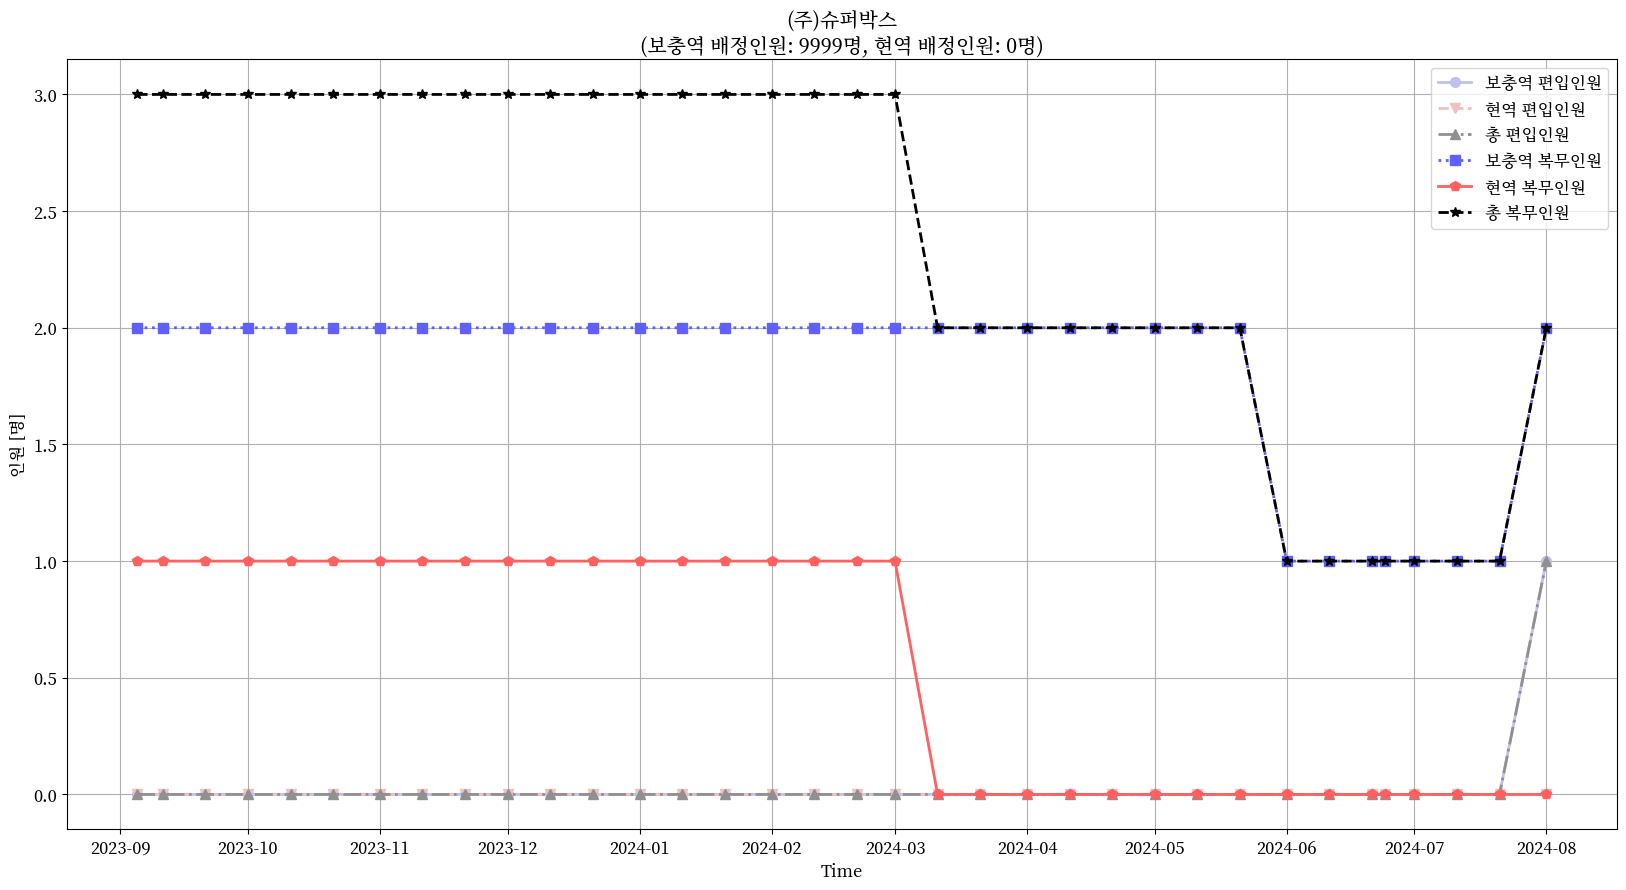 (주)슈퍼박스
(보충역 배정인원: 9999명, 현역 배정인원: 0명)
보충역 편입인원
현역 편입인원
총 편입인원
보충역 복무인원
현역 복무인원
총 복무인원
3.0
2.5
2.0
1.5
1.0
0.5
0.0
인원 [명]
2023-09
2023-10
2023-11
2023-12
2024-01
2024-02
2024-03
2024-04
2024-05
2024-06
2024-07
2024-08
Time